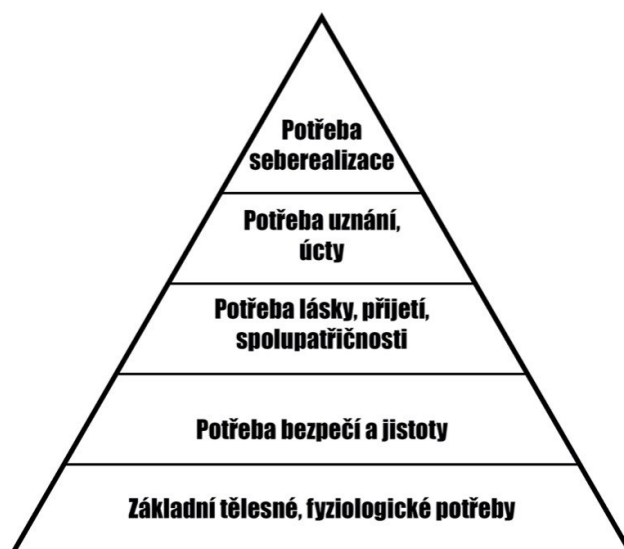 Potřeba
seberealizace
Potřeba uznání,
úcty
Potřeba lásky, přijetí,
spolupatřičnosti
Potřeba bezpečí a jistoty
Základní tělesné, fyziologické potřeby